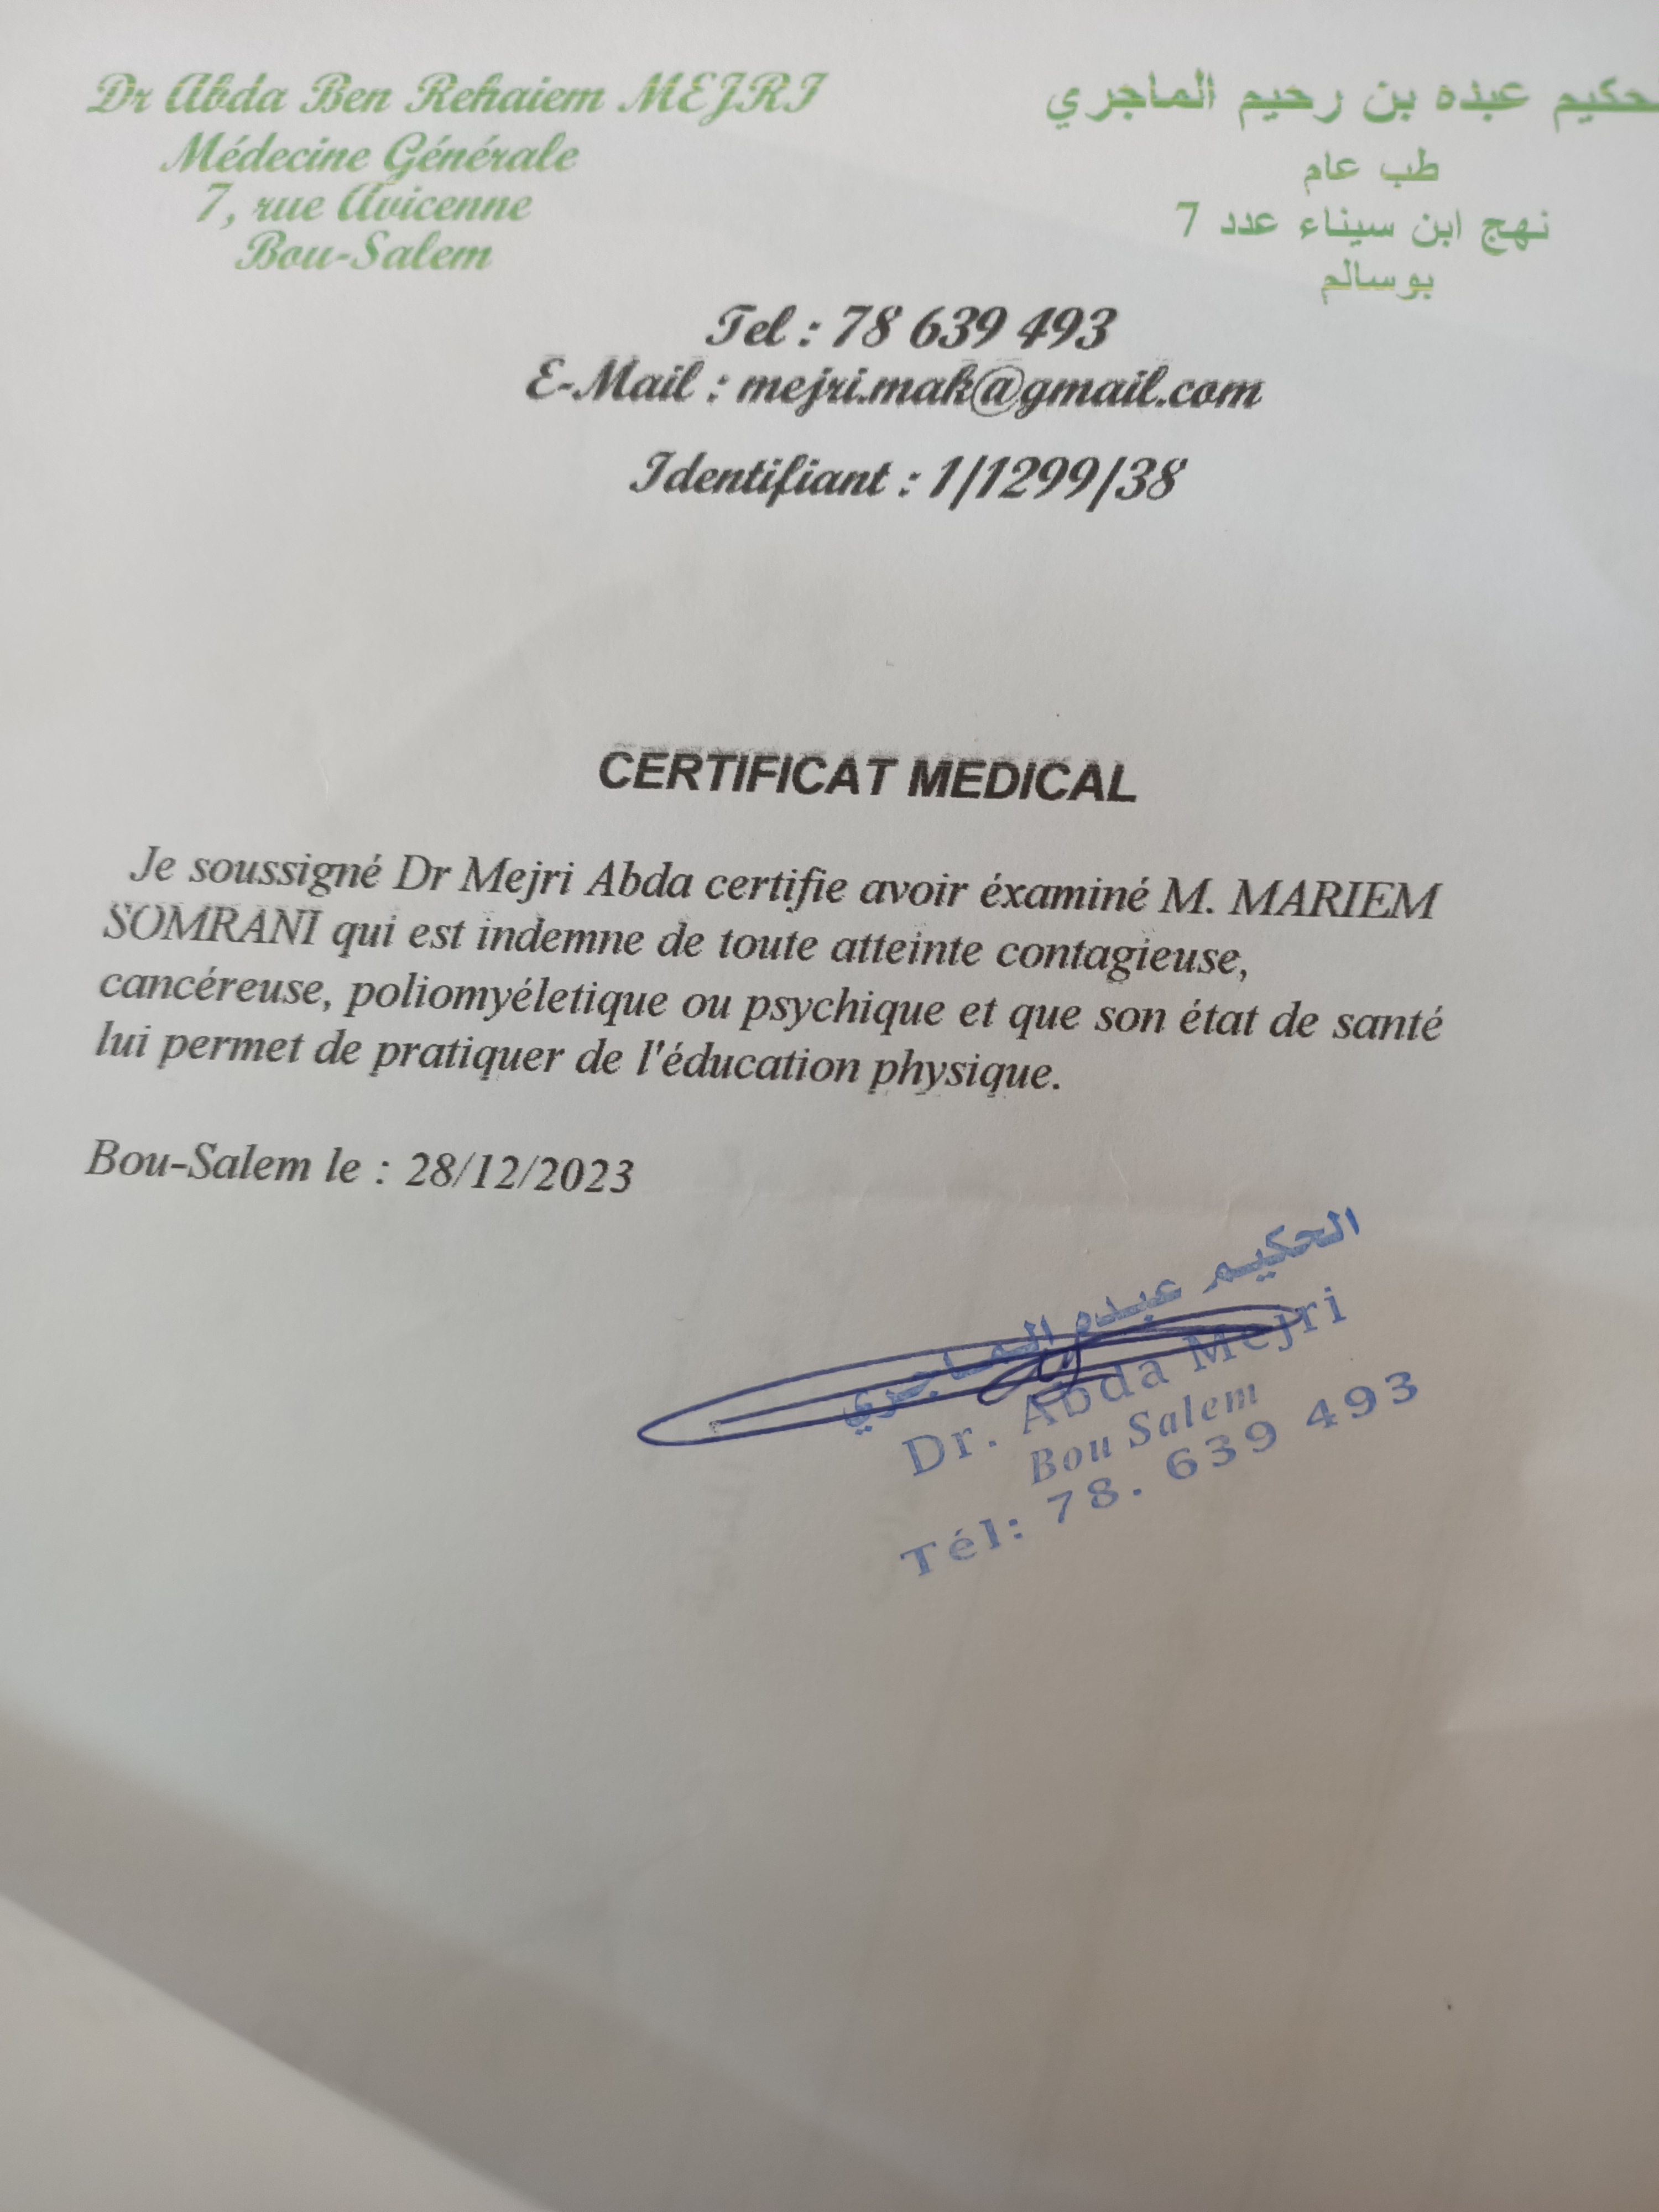 Dr Abda Ben Rehaiem MEJRI
Médecine Générale
7, rue Avicenne
Bou-Salem
حكيم عبده بن رحيم الماجري
طب عام
نهج ابن سيناء عدد 7
بوسالم
Tel : 78 639 493
E-Mail : mejri.mak@gmail.com
Identifiant : 1/1299/38
CERTIFICAT MEDICAL
Je soussigné Dr Mejri Abda certifie avoir éxaminé M. MARIEM
SOMRANI qui est indemne de toute atteinte contagieuse,
cancéreuse, poliomyéletique ou psychique et que son état de santé
lui permet de pratiquer de l'éducation physique.
Bou-Salem le : 28/12/2023
الحكيم عبده الماجري
Dr. Abda Mejri
Bou Salem
Tél: 78. 639 493